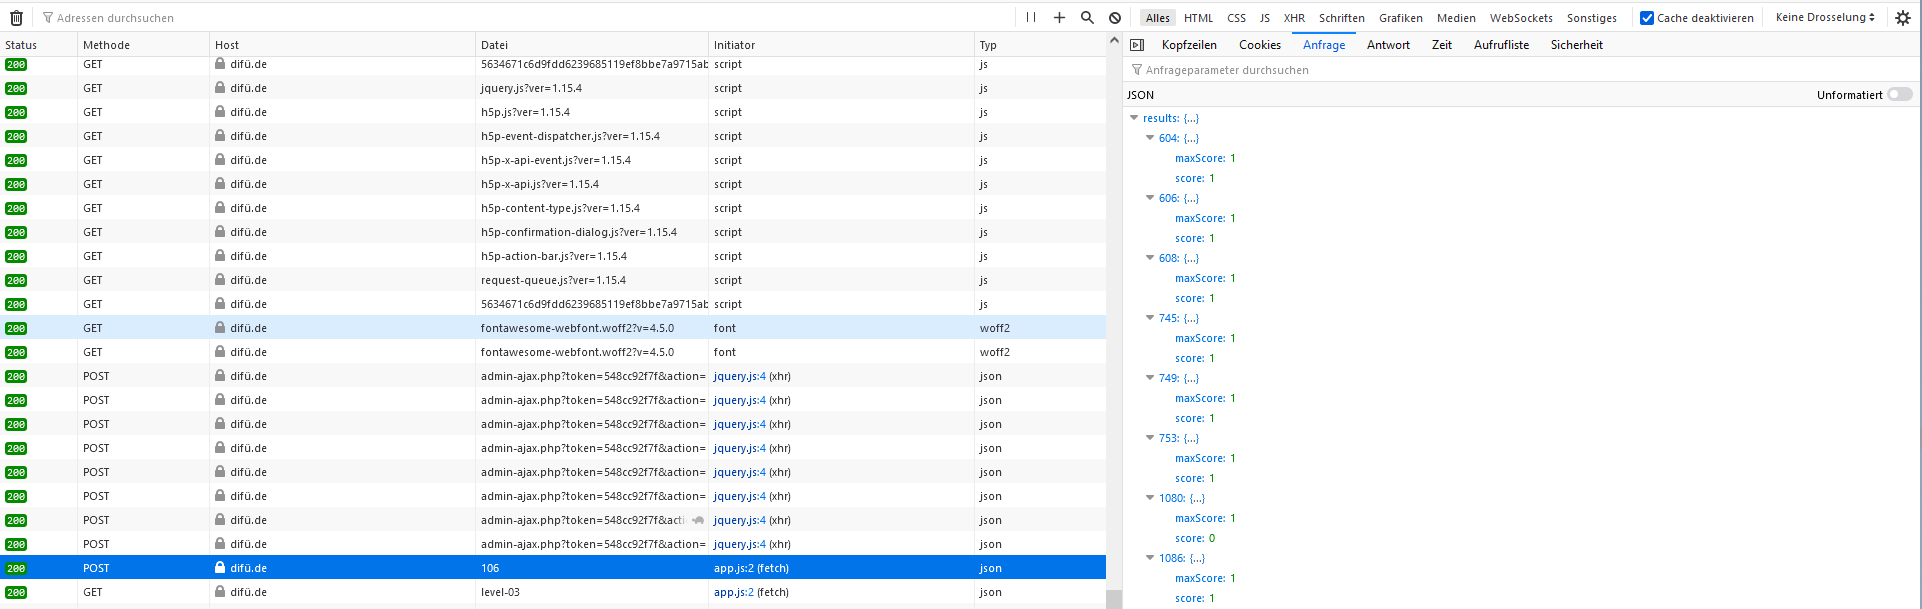 Adressen durchsuchen
Alles HTML CSS JS XHR Schriften Grafiken Medien WebSockets Sonstiges Cache deaktivieren Keine Drosselung
Status Methode Host Datei Initiator Typ
200 GET difü.de 5634671c6d9fdd6239685119ef8bbe7a9715ab script js
200 GET difü.de jquery.js?ver=1.15.4 script js
200 GET difü.de h5p.js?ver=1.15.4 script js
200 GET difü.de h5p-event-dispatcher.js?ver=1.15.4 script js
200 GET difü.de h5p-x-api-event.js?ver=1.15.4 script js
200 GET difü.de h5p-x-api.js?ver=1.15.4 script js
200 GET difü.de h5p-content-type.js?ver=1.15.4 script js
200 GET difü.de h5p-confirmation-dialog.js?ver=1.15.4 script js
200 GET difü.de h5p-action-bar.js?ver=1.15.4 script js
200 GET difü.de request-queue.js?ver=1.15.4 script js
200 GET difü.de 5634671c6d9fdd6239685119ef8bbe7a9715ab script js
200 GET difü.de fontawesome-webfont.woff2?v=4.5.0 font woff2
200 GET difü.de fontawesome-webfont.woff2?v=4.5.0 font woff2
200 POST difü.de admin-ajax.php?token=548cc92f7f&action= jquery.js:4 (xhr) json
200 POST difü.de admin-ajax.php?token=548cc92f7f&action= jquery.js:4 (xhr) json
200 POST difü.de admin-ajax.php?token=548cc92f7f&action= jquery.js:4 (xhr) json
200 POST difü.de admin-ajax.php?token=548cc92f7f&action= jquery.js:4 (xhr) json
200 POST difü.de admin-ajax.php?token=548cc92f7f&action= jquery.js:4 (xhr) json
200 POST difü.de admin-ajax.php?token=548cc92f7f&action= jquery.js:4 (xhr) json
200 POST difü.de admin-ajax.php?token=548cc92f7f&acti jquery.js:4 (xhr) json
200 POST difü.de admin-ajax.php?token=548cc92f7f&action= jquery.js:4 (xhr) json
200 POST difü.de 106 app.js:2 (fetch) json
200 GET difü.de level-03 app.js:2 (fetch) json
Kopfzeilen Cookies Anfrage Antwort Zeit Aufrufliste Sicherheit
Anfrageparameter durchsuchen
JSON Unformatiert
results: {…}
604: {…}
maxScore: 1
score: 1
606: {…}
maxScore: 1
score: 1
608: {…}
maxScore: 1
score: 1
745: {…}
maxScore: 1
score: 1
749: {…}
maxScore: 1
score: 1
753: {…}
maxScore: 1
score: 1
1080: {…}
maxScore: 1
score: 0
1086: {…}
maxScore: 1
score: 1